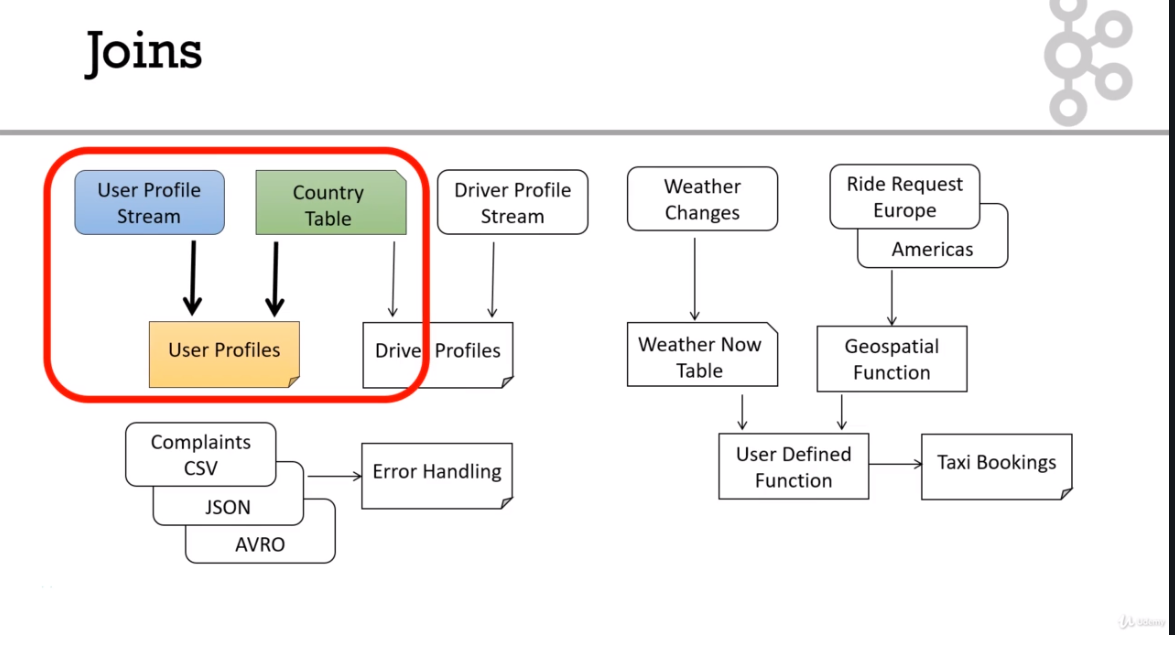 Joins
User Profile
Stream
Country
Table
Driver Profile
Stream
Weather
Changes
Ride Request
Europe
Americas
User Profiles
Drive Profiles
Weather Now
Table
Geospatial
Function
Complaints
CSV
JSON
AVRO
Error Handling
User Defined
Function
Taxi Bookings
Udemy